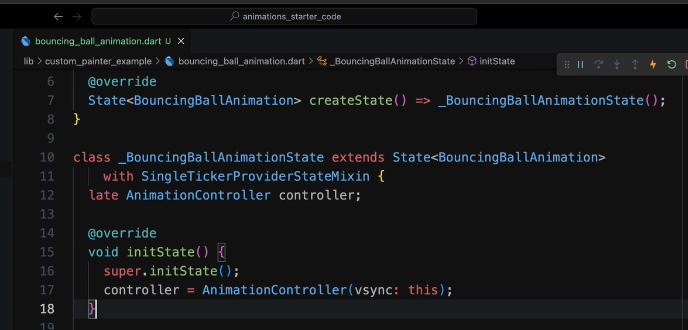 animations_starter_code
bouncing_ball_animation.dart U
lib > custom_painter_example > bouncing_ball_animation.dart > _BouncingBallAnimationState > initState
6 @override
7 State<BouncingBallAnimation> createState() => _BouncingBallAnimationState();
8 }
9
10 class _BouncingBallAnimationState extends State<BouncingBallAnimation>
11 with SingleTickerProviderStateMixin {
12 late AnimationController controller;
13
14 @override
15 void initState() {
16 super.initState();
17 controller = AnimationController(vsync: this);
18 }
19